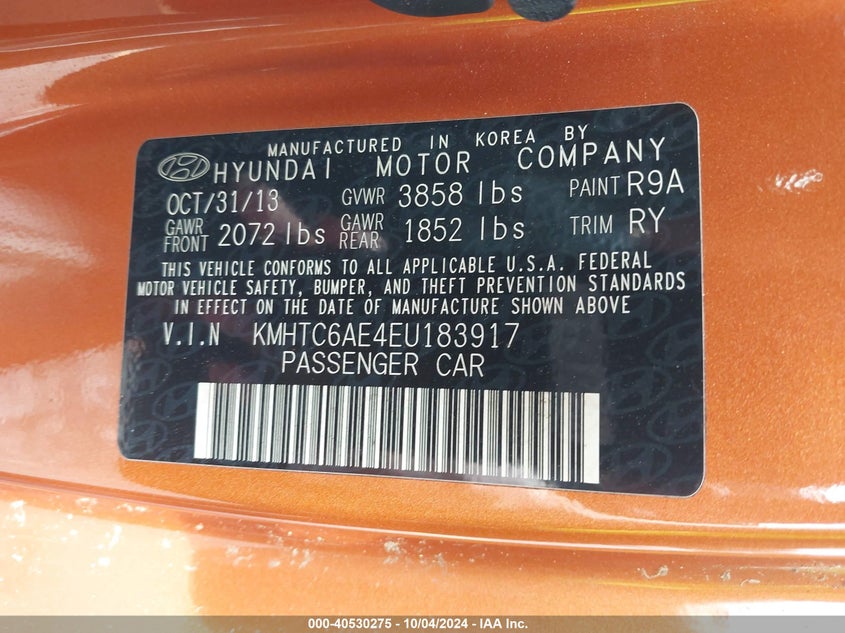 MANUFACTURED IN KOREA BY
HYUNDAI MOTOR COMPANY
OCT/31/13 GVWR 3858 lbs PAINT R9A
GAWR FRONT 2072 lbs GAWR REAR 1852 lbs TRIM RY
THIS VEHICLE CONFORMS TO ALL APPLICABLE U.S.A. FEDERAL
MOTOR VEHICLE SAFETY, BUMPER, AND THEFT PREVENTION STANDARDS
IN EFFECT ON THE DATE OF MANUFACTURE SHOWN ABOVE
V.I.N KMHTC6AE4EU183917
PASSENGER CAR
000-40530275 - 10/04/2024 - IAA Inc.